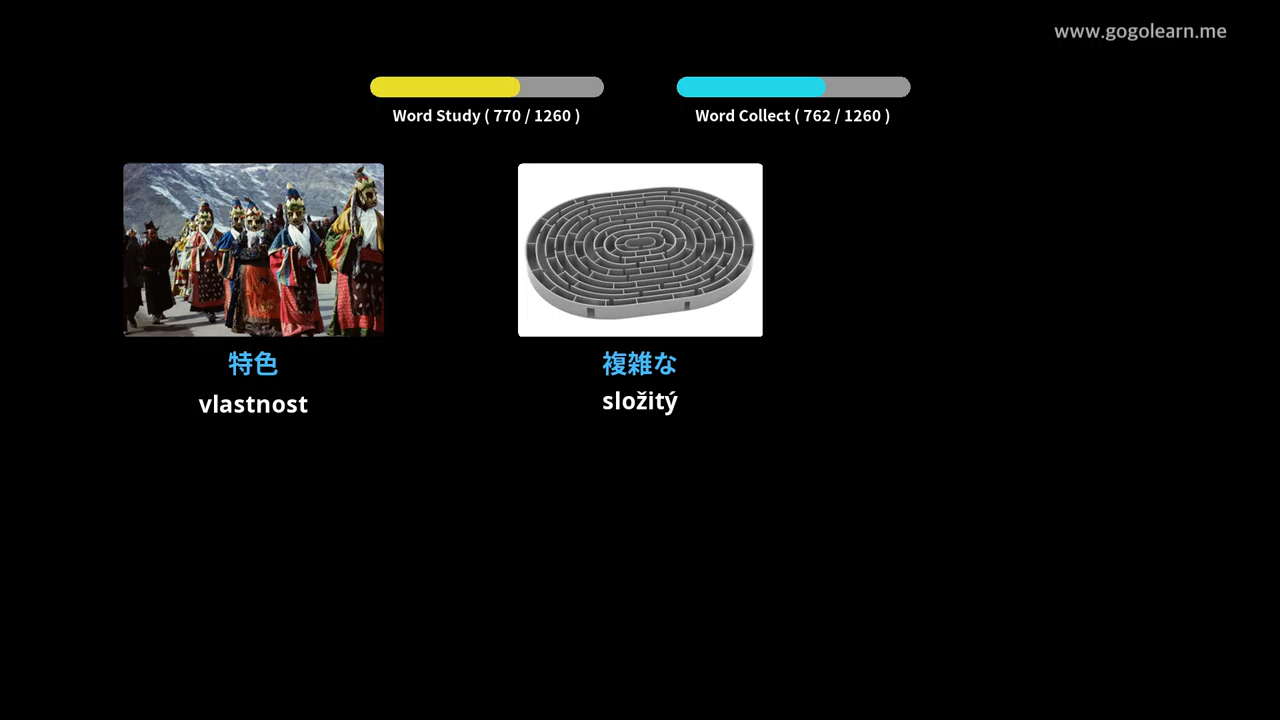 www.gogolearn.me
Word Study ( 770 / 1260 )
Word Collect ( 762 / 1260 )
特色
vlastnost
複雑な
složitý